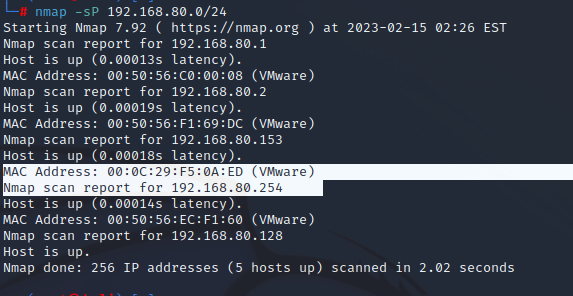 # nmap -sP 192.168.80.0/24
Starting Nmap 7.92 ( https://nmap.org ) at 2023-02-15 02:26 EST
Nmap scan report for 192.168.80.1
Host is up (0.00013s latency).
MAC Address: 00:50:56:C0:00:08 (VMware)
Nmap scan report for 192.168.80.2
Host is up (0.00019s latency).
MAC Address: 00:50:56:F1:69:DC (VMware)
Nmap scan report for 192.168.80.153
Host is up (0.00018s latency).
MAC Address: 00:0C:29:F5:0A:ED (VMware)
Nmap scan report for 192.168.80.254
Host is up (0.00014s latency).
MAC Address: 00:50:56:EC:F1:60 (VMware)
Nmap scan report for 192.168.80.128
Host is up.
Nmap done: 256 IP addresses (5 hosts up) scanned in 2.02 seconds